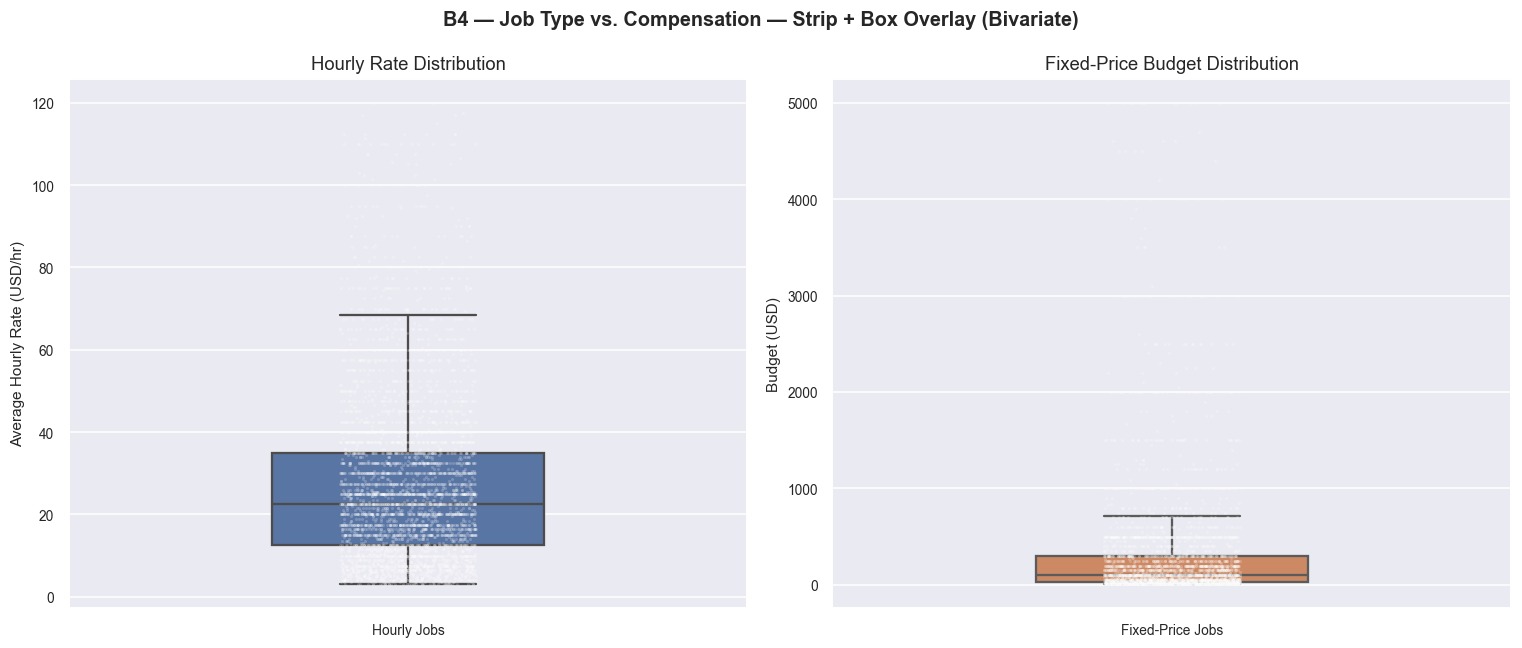 B4 — Job Type vs. Compensation — Strip + Box Overlay (Bivariate)
Hourly Rate Distribution
Average Hourly Rate (USD/hr)
120
100
80
60
40
20
0
Hourly Jobs
Fixed-Price Budget Distribution
Budget (USD)
5000
4000
3000
2000
1000
0
Fixed-Price Jobs